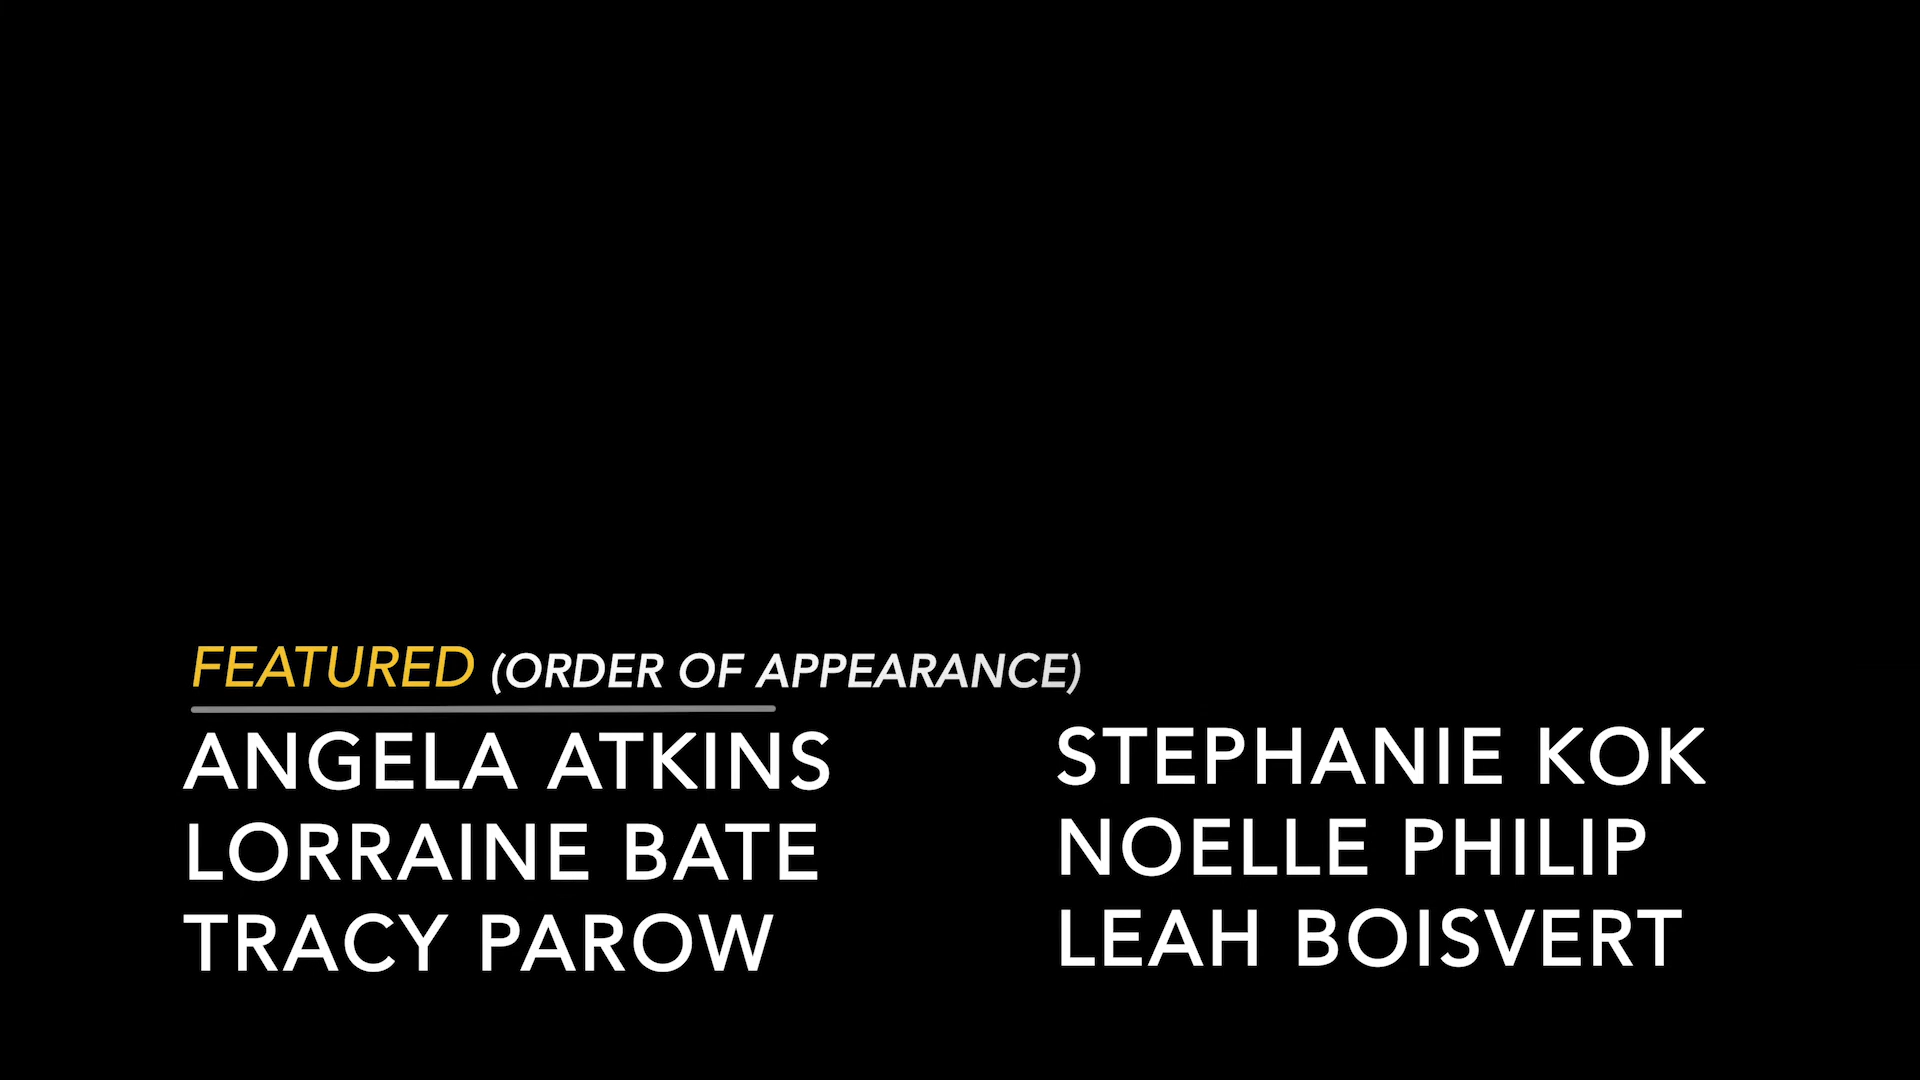 FEATURED (ORDER OF APPEARANCE)
ANGELA ATKINS
LORRAINE BATE
TRACY PAROW
STEPHANIE KOK
NOELLE PHILIP
LEAH BOISVERT